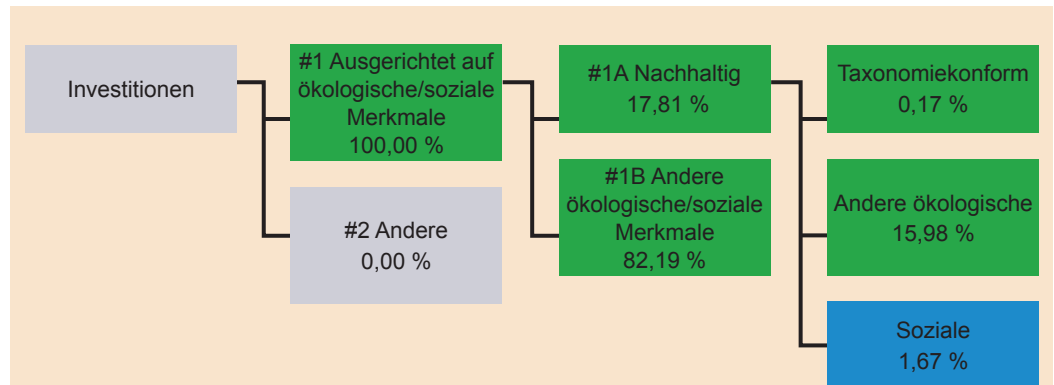 Investitionen
#1 Ausgerichtet auf
ökologische/soziale
Merkmale
100,00 %
#2 Andere
0,00 %
#1A Nachhaltig
17,81 %
#1B Andere
ökologische/soziale
Merkmale
82,19 %
Taxonomiekonform
0,17 %
Andere ökologische
15,98 %
Soziale
1,67 %